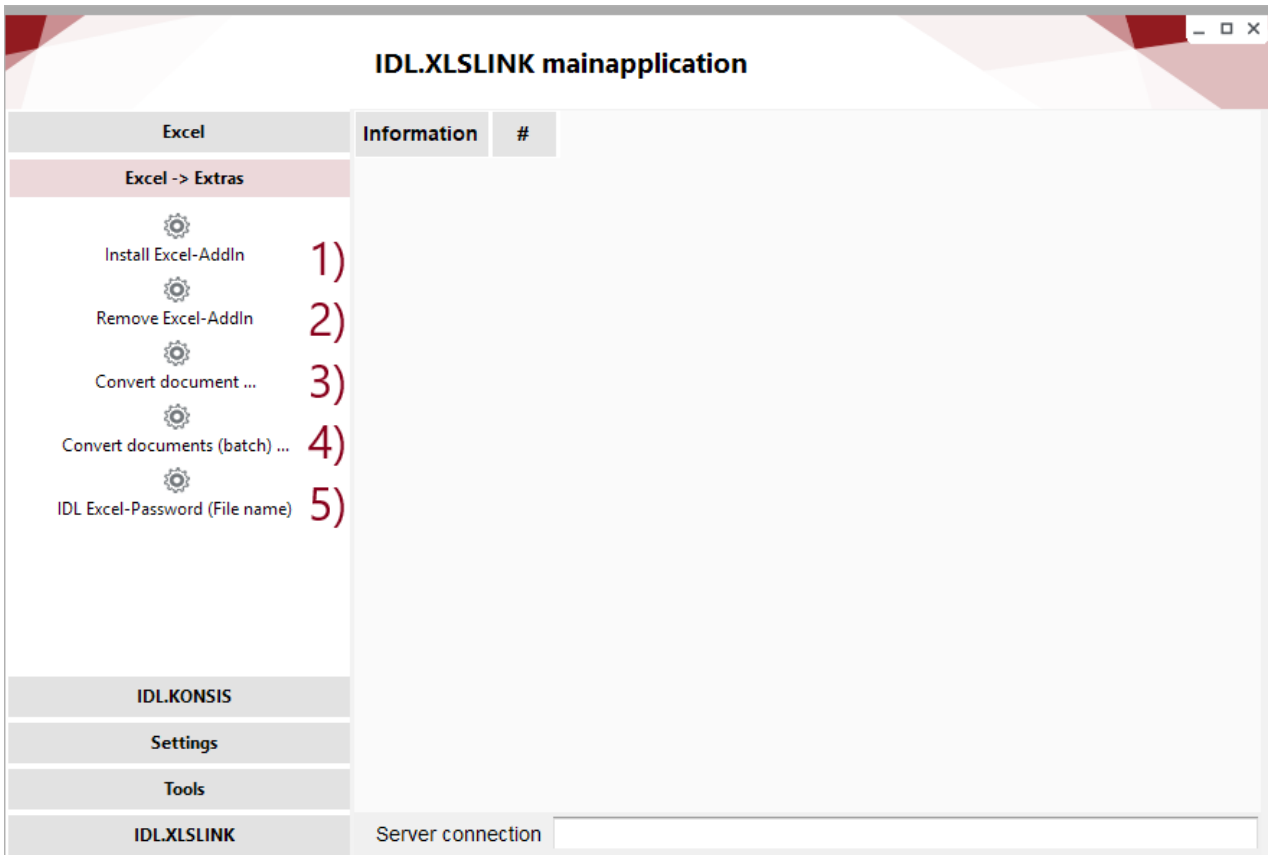 IDL.XLSLINK mainapplication
Excel
Information #
Excel -> Extras
Install Excel-AddIn 1)
Remove Excel-AddIn 2)
Convert document ... 3)
Convert documents (batch) ... 4)
IDL Excel-Password (File name) 5)
IDL.KONSIS
Settings
Tools
IDL.XLSLINK
Server connection